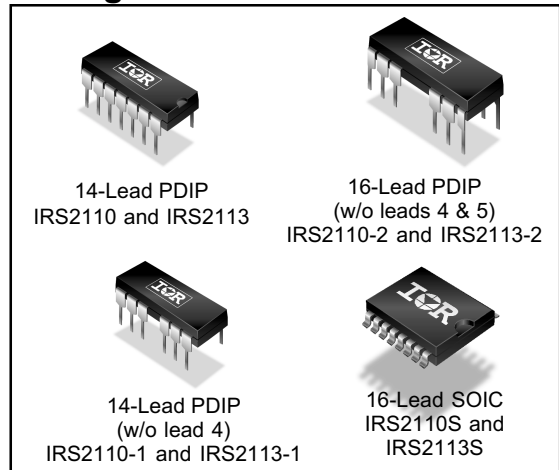 IOR
IOR
14-Lead PDIP
IRS2110 and IRS2113
16-Lead PDIP
(w/o leads 4 & 5)
IRS2110-2 and IRS2113-2
IOR
IOR
14-Lead PDIP
(w/o lead 4)
IRS2110-1 and IRS2113-1
16-Lead SOIC
IRS2110S and
IRS2113S